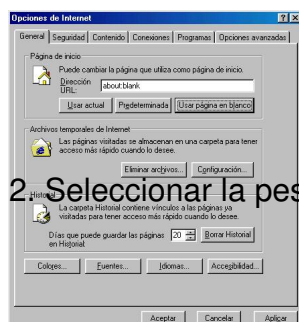 Opciones de Internet
General Seguridad Contenido Conexiones Programas Opciones avanzadas
Página de inicio
Puede cambiar la página que utiliza como página de inicio.
Dirección URL: about:blank
Usar actual Predeterminada Usar página en blanco
Archivos temporales de Internet
Las páginas visitadas se almacenan en una carpeta para tener
acceso más rápido cuando lo desee.
Eliminar archivos... Configuración...
2. Seleccionar la pes
Historial
La carpeta Historial contiene vínculos a las páginas ya
visitadas para tener acceso más rápido cuando lo desee.
Días que puede guardar las páginas en Historial: 20 Borrar Historial
Colores... Fuentes... Idiomas... Accesibilidad...
Aceptar Cancelar Aplicar